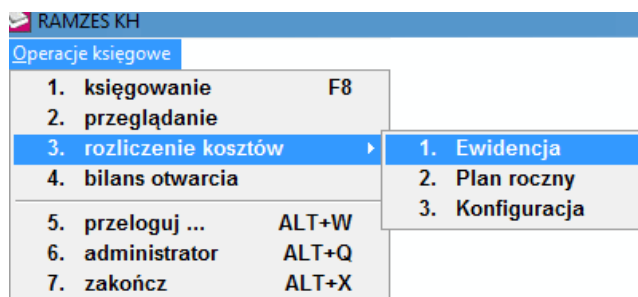 RAMZES KH
Operacje księgowe
1. księgowanie F8
2. przeglądanie
3. rozliczenie kosztów
4. bilans otwarcia
5. przeloguj ... ALT+W
6. administrator ALT+Q
7. zakończ ALT+X
1. Ewidencja
2. Plan roczny
3. Konfiguracja